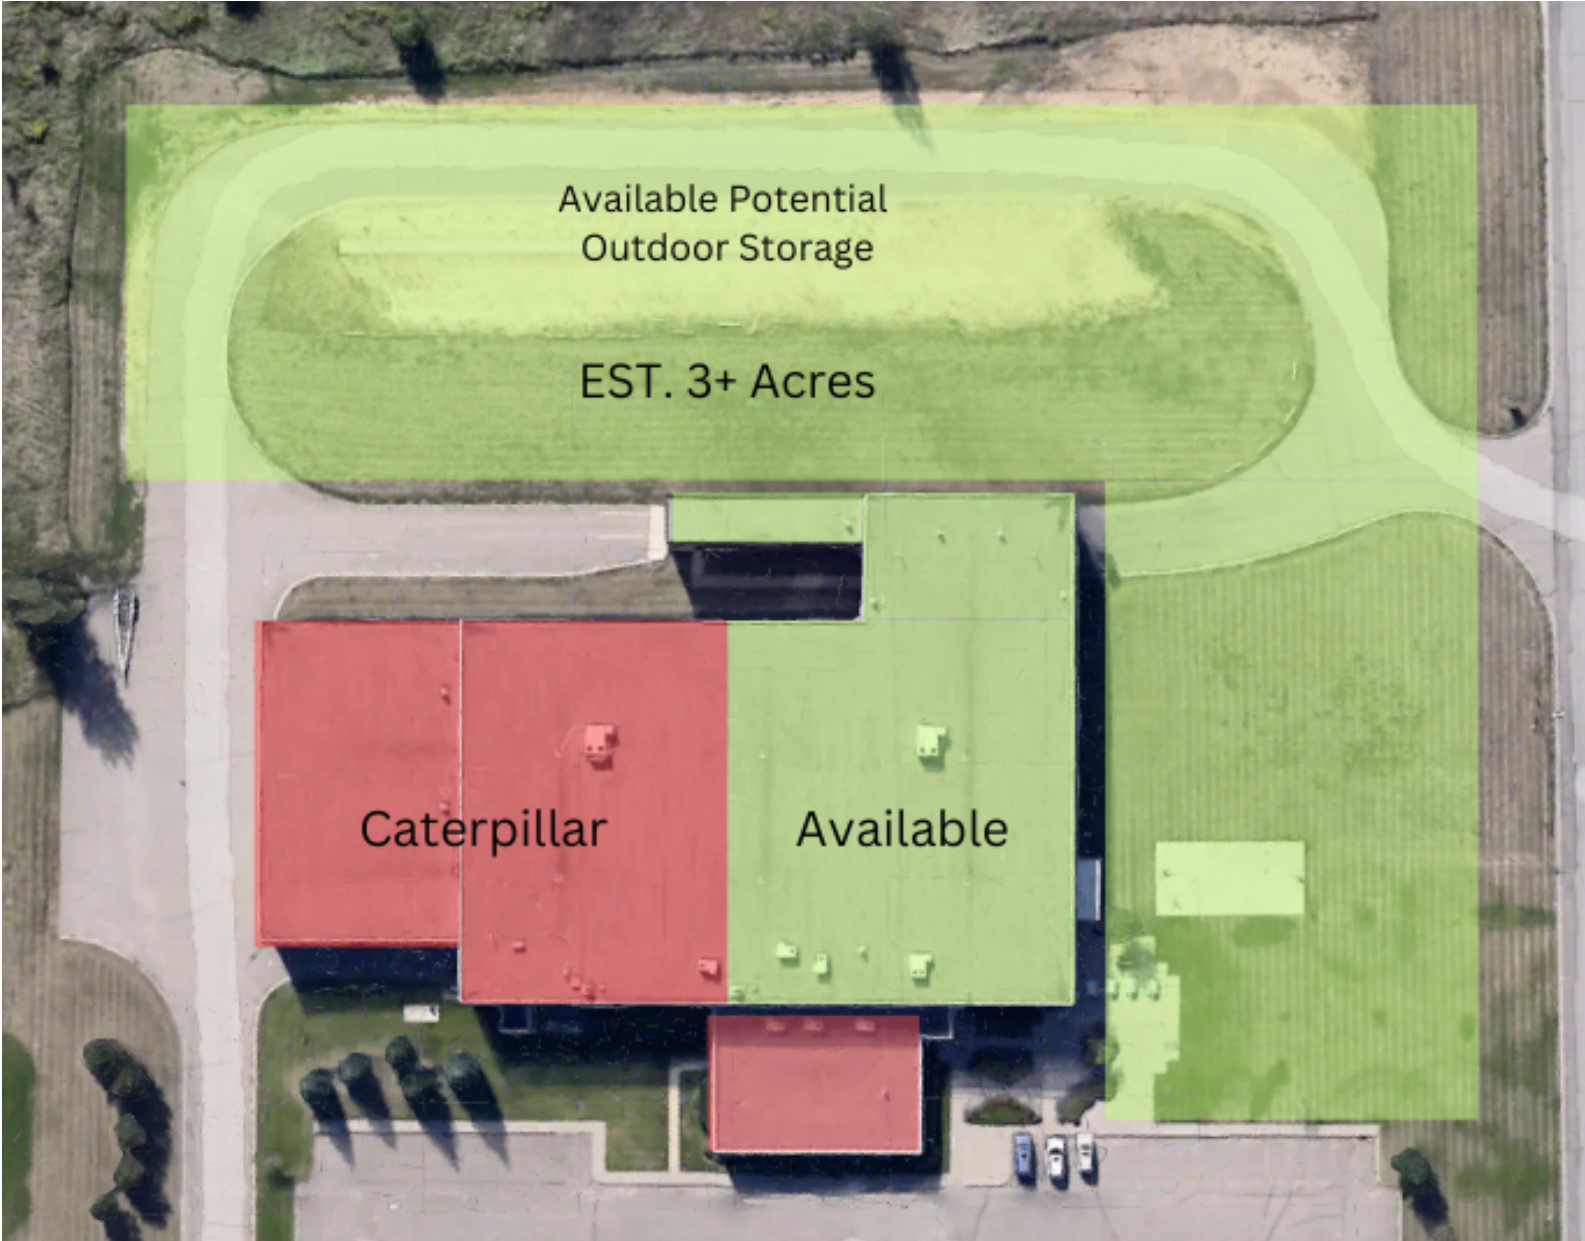 Available Potential
Outdoor Storage
EST. 3+ Acres
Caterpillar
Available